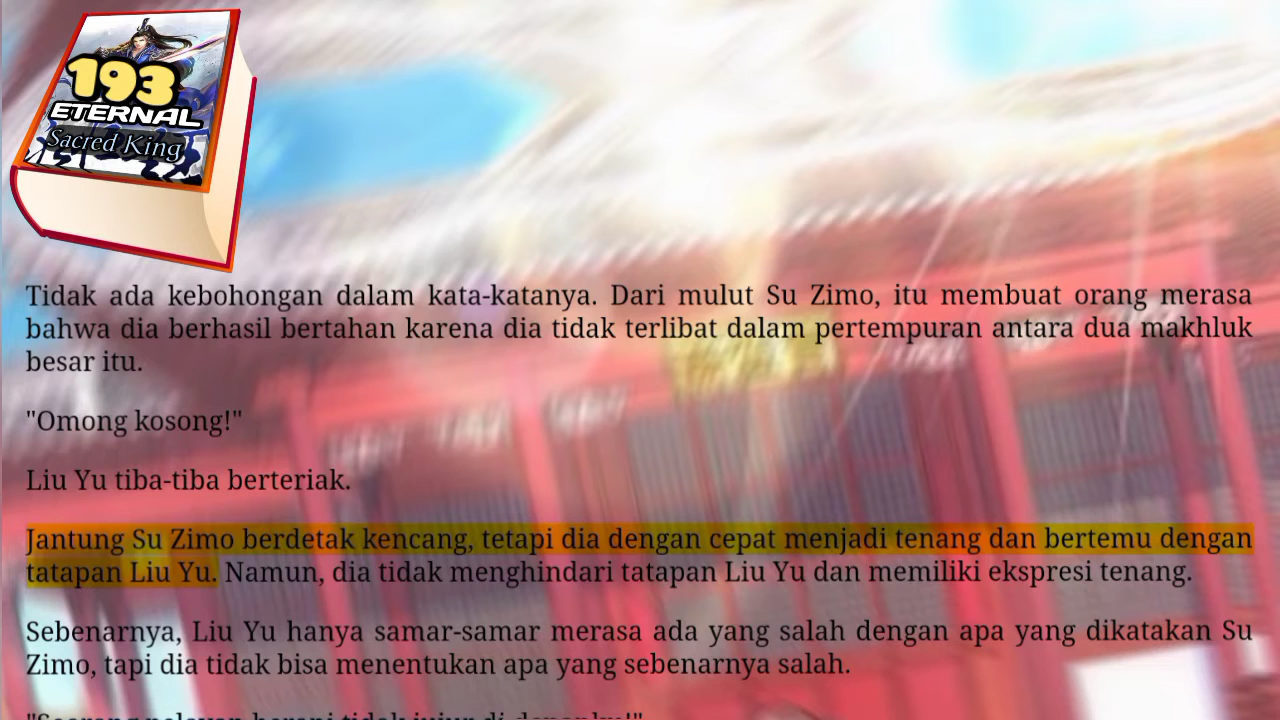 193
ETERNAL
Sacred King
Tidak ada kebohongan dalam kata-katanya. Dari mulut Su Zimo, itu membuat orang merasa
bahwa dia berhasil bertahan karena dia tidak terlibat dalam pertempuran antara dua makhluk
besar itu.
"Omong kosong!"
Liu Yu tiba-tiba berteriak.
Jantung Su Zimo berdetak kencang, tetapi dia dengan cepat menjadi tenang dan bertemu dengan
tatapan Liu Yu. Namun, dia tidak menghindari tatapan Liu Yu dan memiliki ekspresi tenang.
Sebenarnya, Liu Yu hanya samar-samar merasa ada yang salah dengan apa yang dikatakan Su
Zimo, tapi dia tidak bisa menentukan apa yang sebenarnya salah.